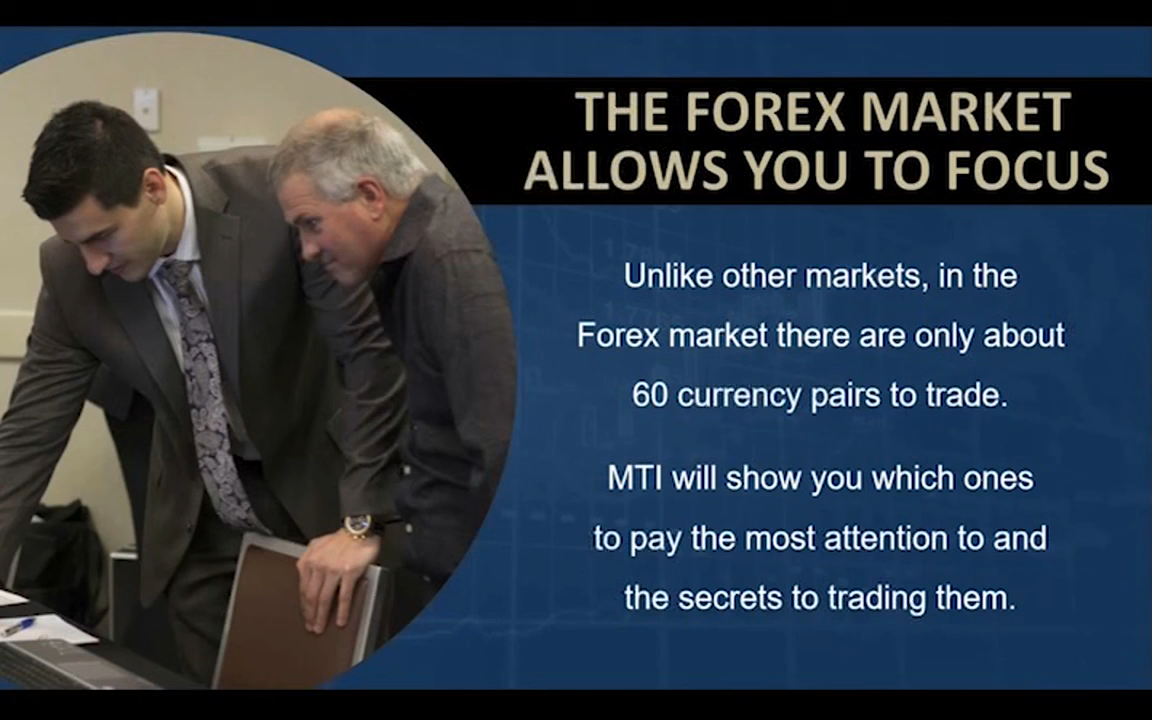 THE FOREX MARKET
ALLOWS YOU TO FOCUS
Unlike other markets, in the
Forex market there are only about
60 currency pairs to trade.
MTI will show you which ones
to pay the most attention to and
the secrets to trading them.